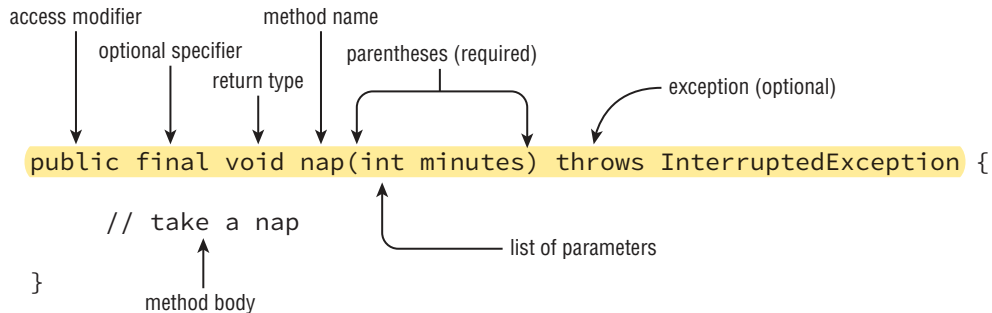 access modifier
method name
optional specifier
parentheses (required)
return type
exception (optional)
public final void nap(int minutes) throws InterruptedException {
// take a nap
list of parameters
}
method body